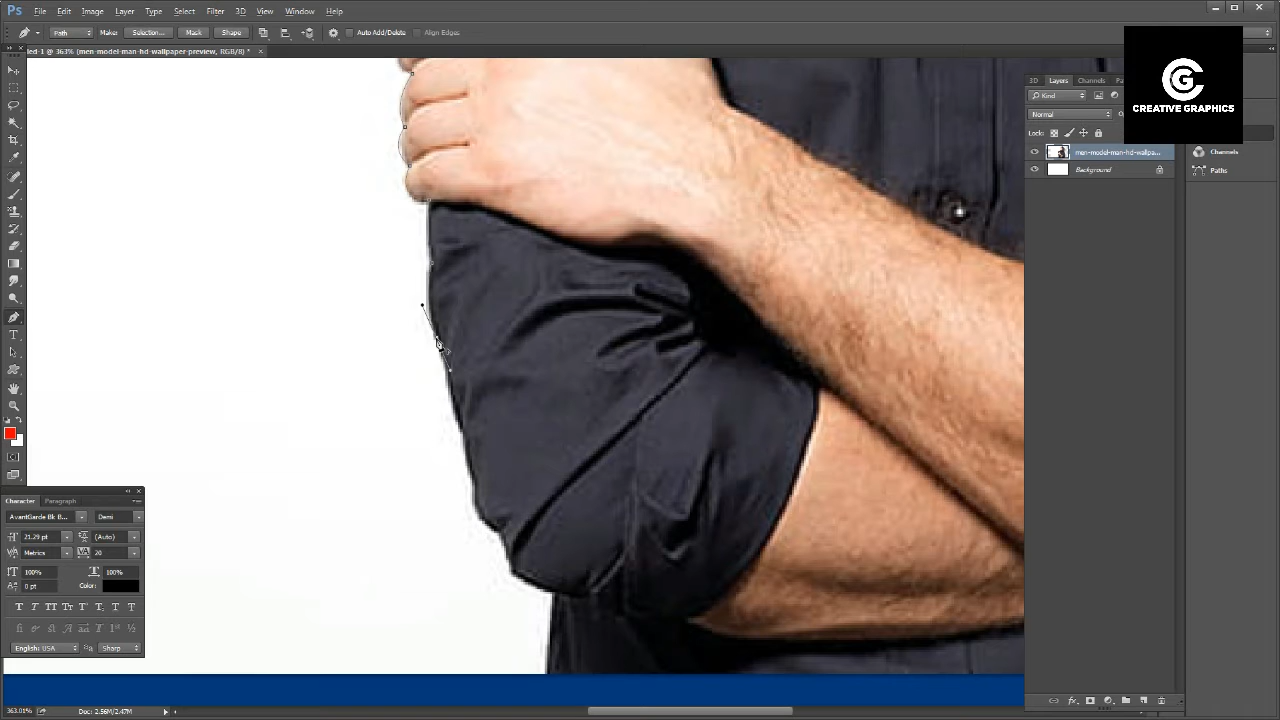 Ps File Edit Image Layer Type Select Filter 3D View Window Help
Path Make: Selection... Mask Shape Auto Add/Delete Align Edges
led-1 @ 363% (men-model-man-hd-wallpaper-preview, RGB/8) * ×
CREATIVE GRAPHICS
3D Layers Channels Pa
Kind
Normal
Lock:
men-model-man-hd-wallpa...
Background
Channels
Paths
Character Paragraph
AvantGarde Bk B... Demi
21.29 pt (Auto)
Metrics 20
100% 100%
0 pt Color:
English: USA Sharp
363.01% Doc: 2.56M/2.47M